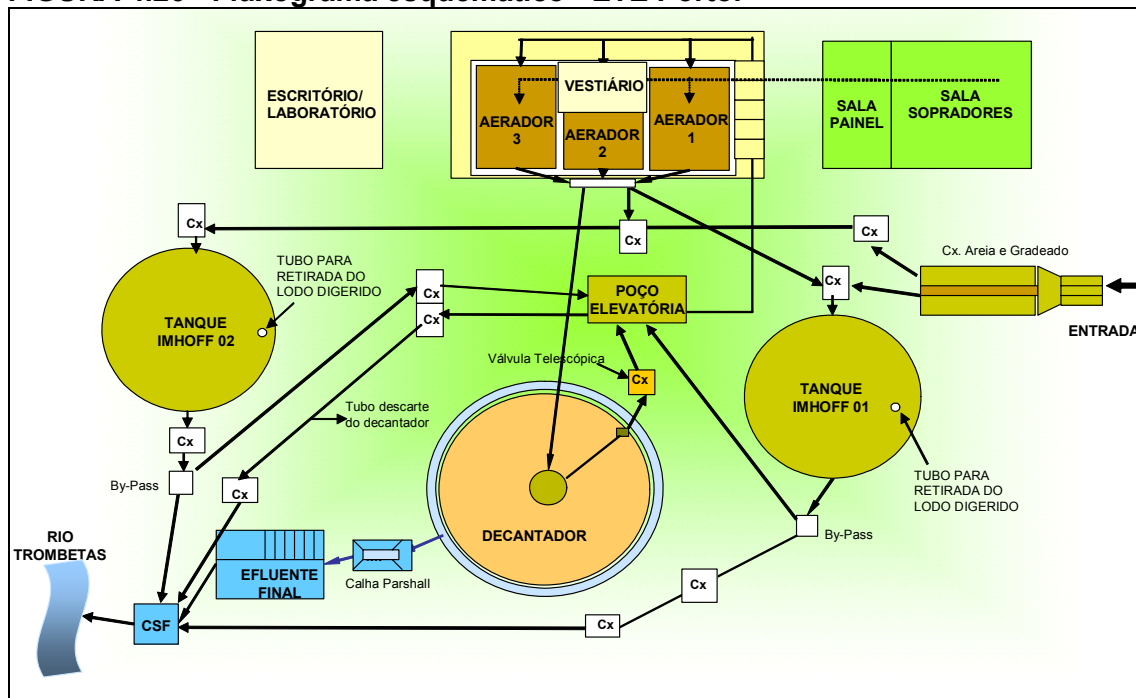 ESCRITÓRIO/
LABORATÓRIO
VESTIÁRIO
AERADOR
3
AERADOR
2
AERADOR
1
SALA
PAINEL
SALA
SOPRADORES
Cx
Cx
Cx
Cx. Areia e Gradeado
TUBO PARA
RETIRADA DO
LODO DIGERIDO
Cx
POÇO
ELEVATÓRIA
Cx
ENTRADA
TANQUE
IMHOFF 02
Cx
Válvula Telescópica
Cx
TANQUE
IMHOFF 01
Tubo descarte
do decantador
Cx
By-Pass
Cx
TUBO PARA
RETIRADA DO
LODO DIGERIDO
DECANTADOR
By-Pass
RIO
TROMBETAS
EFLUENTE
FINAL
Calha Parshall
Cx
CSF
Cx